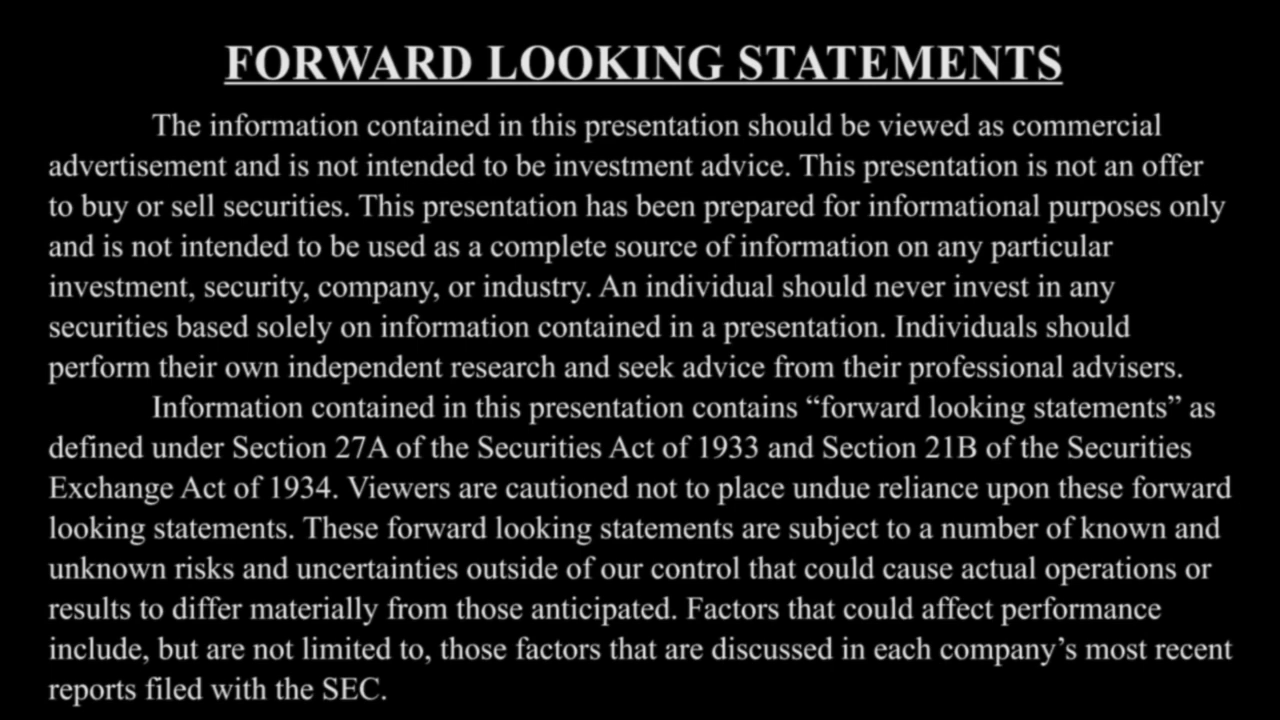 FORWARD LOOKING STATEMENTS
The information contained in this presentation should be viewed as commercial
advertisement and is not intended to be investment advice. This presentation is not an offer
to buy or sell securities. This presentation has been prepared for informational purposes only
and is not intended to be used as a complete source of information on any particular
investment, security, company, or industry. An individual should never invest in any
securities based solely on information contained in a presentation. Individuals should
perform their own independent research and seek advice from their professional advisers.
Information contained in this presentation contains “forward looking statements” as
defined under Section 27A of the Securities Act of 1933 and Section 21B of the Securities
Exchange Act of 1934. Viewers are cautioned not to place undue reliance upon these forward
looking statements. These forward looking statements are subject to a number of known and
unknown risks and uncertainties outside of our control that could cause actual operations or
results to differ materially from those anticipated. Factors that could affect performance
include, but are not limited to, those factors that are discussed in each company’s most recent
reports filed with the SEC.